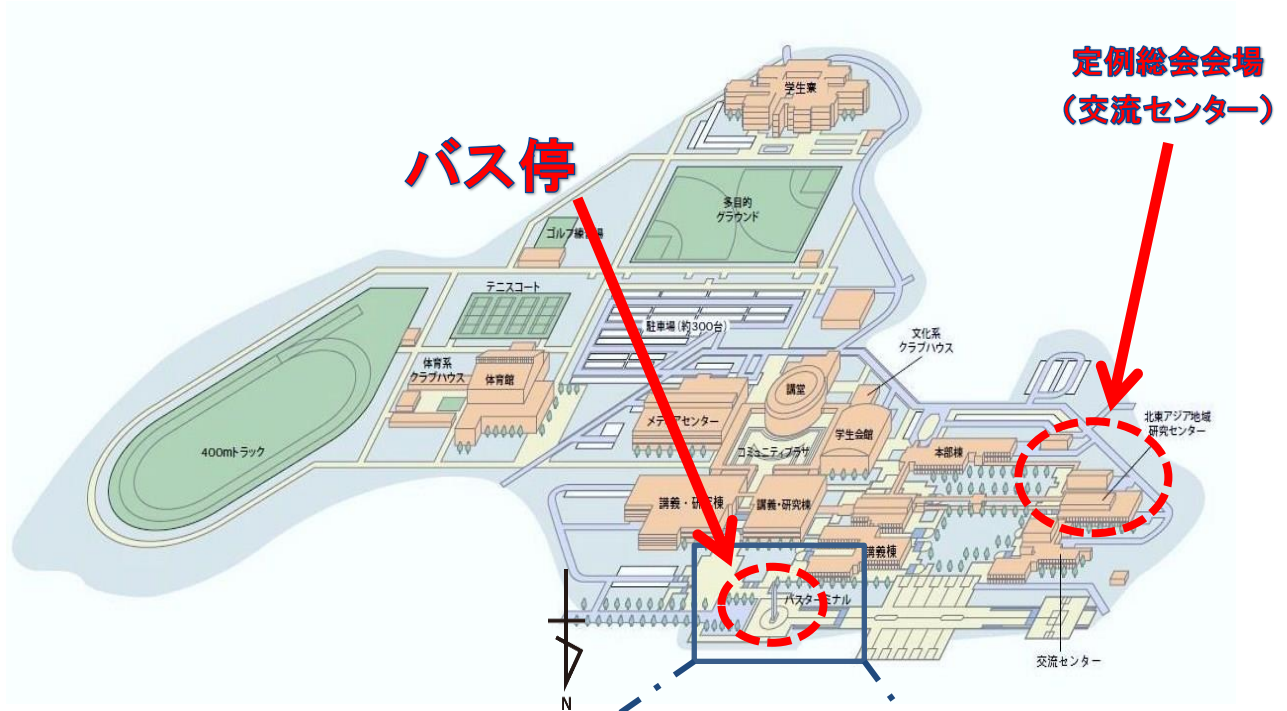 定例総会会場
（交流センター）
バス停
学生寮
多目的
グラウンド
ゴルフ練習場
テニスコート
駐車場（約300台）
文化系
クラブハウス
体育系
クラブハウス
体育館
講堂
メディアセンター
学生会館
北東アジア地域
研究センター
400mトラック
コミュニティプラザ
本部棟
講義・研究棟
講義・研究棟
講義棟
バスターミナル
交流センター
N